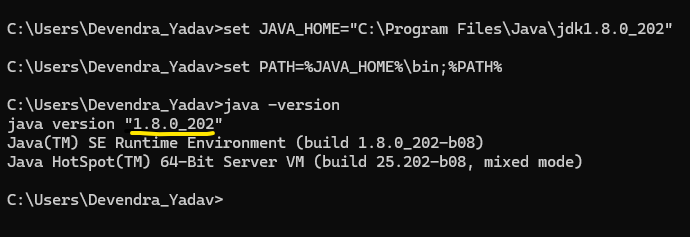 C:\Users\Devendra_Yadav>set JAVA_HOME="C:\Program Files\Java\jdk1.8.0_202"
C:\Users\Devendra_Yadav>set PATH=%JAVA_HOME%\bin;%PATH%
C:\Users\Devendra_Yadav>java -version
java version "1.8.0_202"
Java(TM) SE Runtime Environment (build 1.8.0_202-b08)
Java HotSpot(TM) 64-Bit Server VM (build 25.202-b08, mixed mode)
C:\Users\Devendra_Yadav>